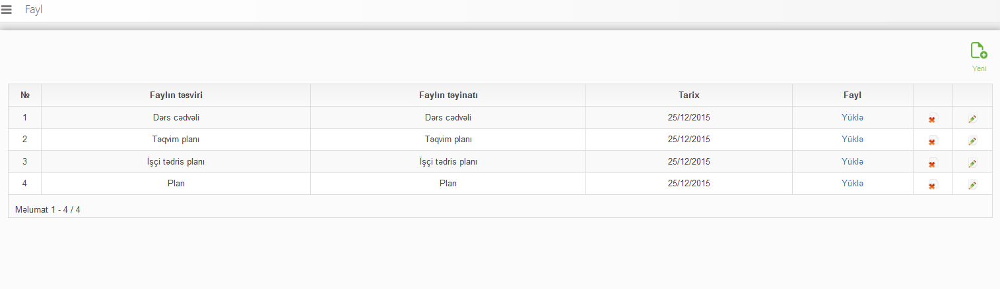 Fayl
Yeni
№ Faylın təsviri Faylın təyinatı Tarix Fayl
1 Dərs cədvəli Dərs cədvəli 25/12/2015 Yüklə
2 Təqvim planı Təqvim planı 25/12/2015 Yüklə
3 İşçi tədris planı İşçi tədris planı 25/12/2015 Yüklə
4 Plan Plan 25/12/2015 Yüklə
Məlumat 1 - 4 / 4